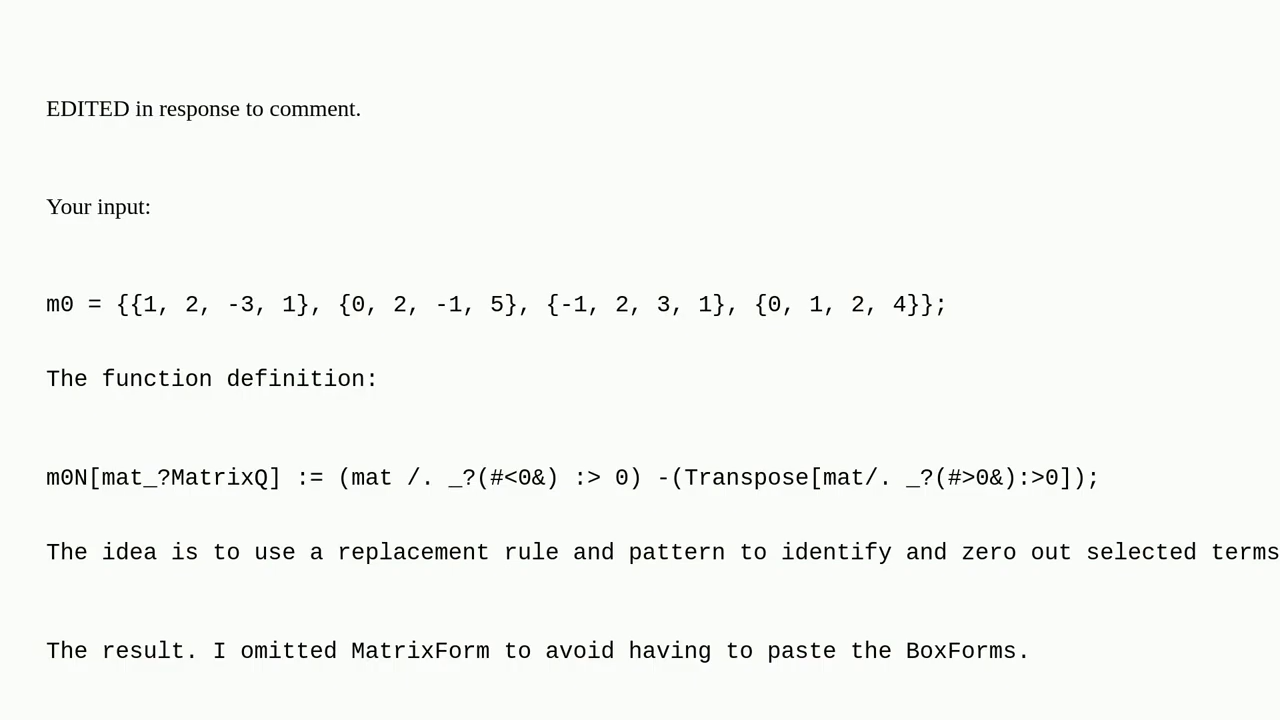 EDITED in response to comment.
Your input:
m0 = {{1, 2, -3, 1}, {0, 2, -1, 5}, {-1, 2, 3, 1}, {0, 1, 2, 4}};
The function definition:
m0N[mat_?MatrixQ] := (mat /. _?(#<0&) :> 0) -(Transpose[mat/. _?(#>0&):>0]);
The idea is to use a replacement rule and pattern to identify and zero out selected terms
The result. I omitted MatrixForm to avoid having to paste the BoxForms.